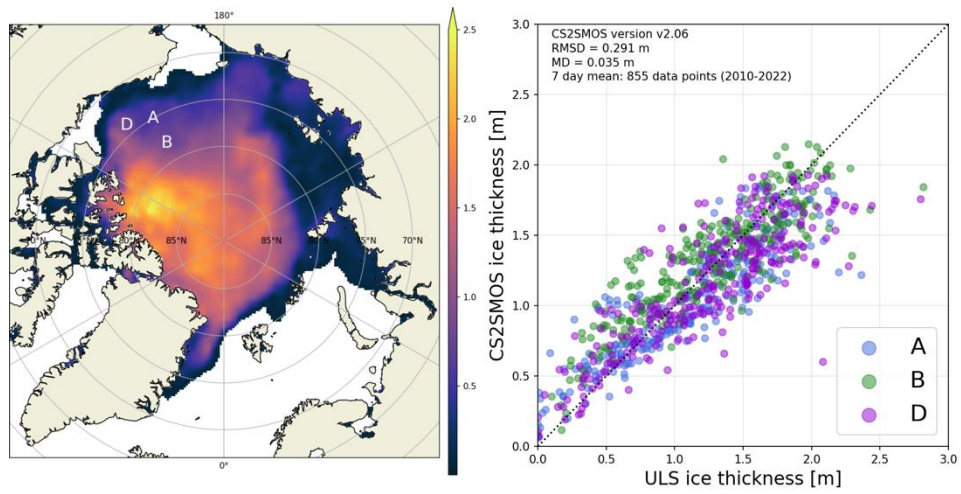 180°
2.5
A
D
B
2.0
1.5
80°N
85°N
85°N
70°N
1.0
0.5
0°
3.0
CS2SMOS version v2.06
RMSD = 0.291 m
MD = 0.035 m
7 day mean: 855 data points (2010-2022)
2.5
2.0
1.5
1.0
0.5
0.0
CS2SMOS ice thickness [m]
A
B
D
0.0 0.5 1.0 1.5 2.0 2.5 3.0
ULS ice thickness [m]